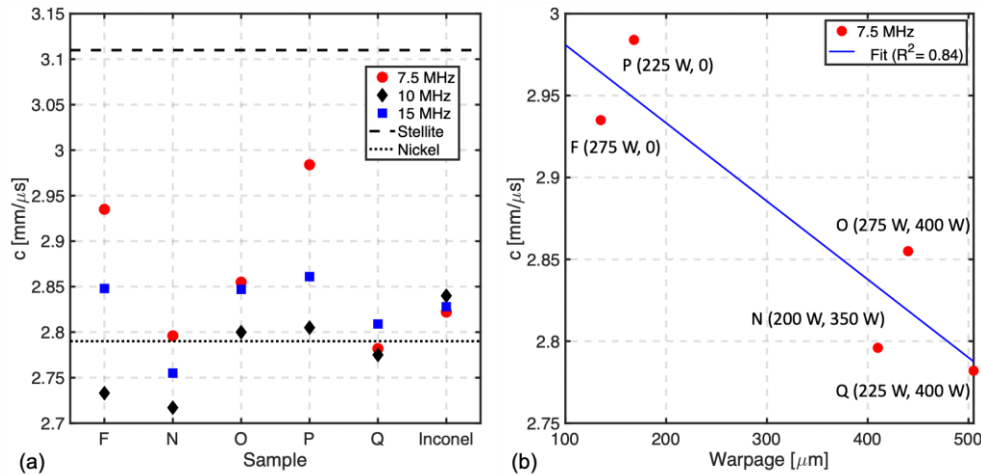 3.15
3.1
3.05
3
2.95
2.9
2.85
2.8
2.75
2.7
c [mm/μs]
7.5 MHz
10 MHz
15 MHz
Stellite
Nickel
F N O P Q Inconel
Sample
(a)
3
2.95
2.9
2.85
2.8
2.75
c [mm/μs]
7.5 MHz
Fit (R² = 0.84)
P (225 W, 0)
F (275 W, 0)
O (275 W, 400 W)
N (200 W, 350 W)
Q (225 W, 400 W)
100 200 300 400 500
Warpage [μm]
(b)